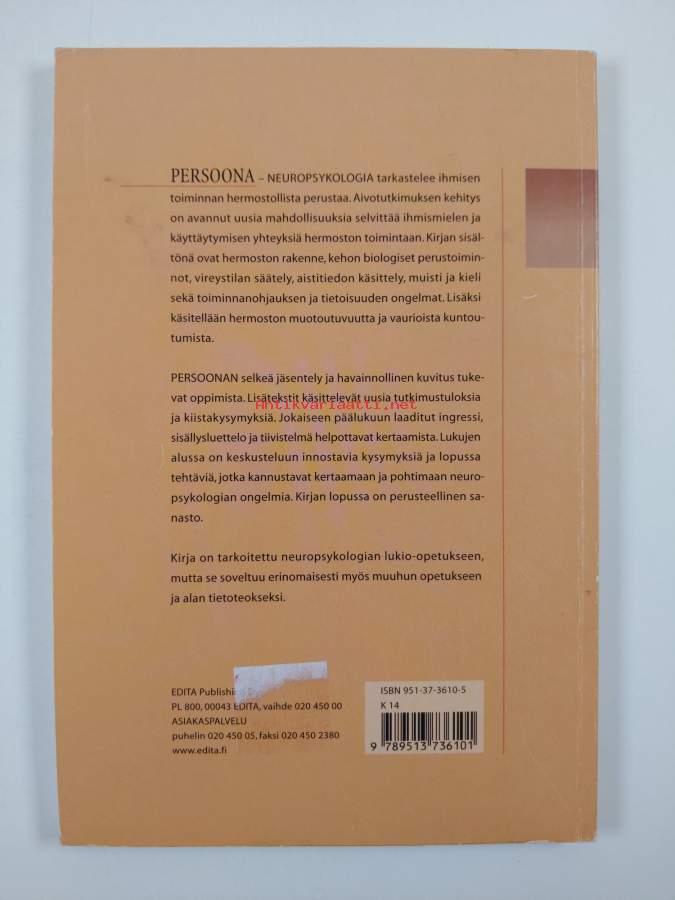 PERSOONA – NEUROPSYKOLOGIA tarkastelee ihmisen
toiminnan hermostollista perustaa. Aivotutkimuksen kehitys
on avannut uusia mahdollisuuksia selvittää ihmismielen ja
käyttäytymisen yhteyksiä hermoston toimintaan. Kirjan sisäl-
tönä ovat hermoston rakenne, kehon biologiset perustoimin-
not, vireystilan säätely, aistitiedon käsittely, muisti ja kieli
sekä toiminnanohjauksen ja tietoisuuden ongelmat. Lisäksi
käsitellään hermoston muotoutuvuutta ja vaurioista kuntou-
tumista.
PERSOONAN selkeä jäsentely ja havainnollinen kuvitus tuke-
vat oppimista. Lisätekstit käsittelevät uusia tutkimustuloksia
Antikvariaatti.net
ja kiistakysymyksiä. Jokaiseen päälukuun laaditut ingressi,
sisällysluettelo ja tiivistelmä helpottavat kertaamista. Lukujen
alussa on keskusteluun innostavia kysymyksiä ja lopussa
tehtäviä, jotka kannustavat kertaamaan ja pohtimaan neuro-
psykologian ongelmia. Kirjan lopussa on perusteellinen sa-
nasto.
Kirja on tarkoitettu neuropsykologian lukio-opetukseen,
mutta se soveltuu erinomaisesti myös muuhun opetukseen
ja alan tietoteokseksi.
EDITA Publishing
PL 800, 00043 EDITA, vaihde 020 450 00
ASIAKASPALVELU
puhelin 020 450 05, faksi 020 450 2380
www.edita.fi
ISBN 951-37-3610-5
K 14
9 789513 736101